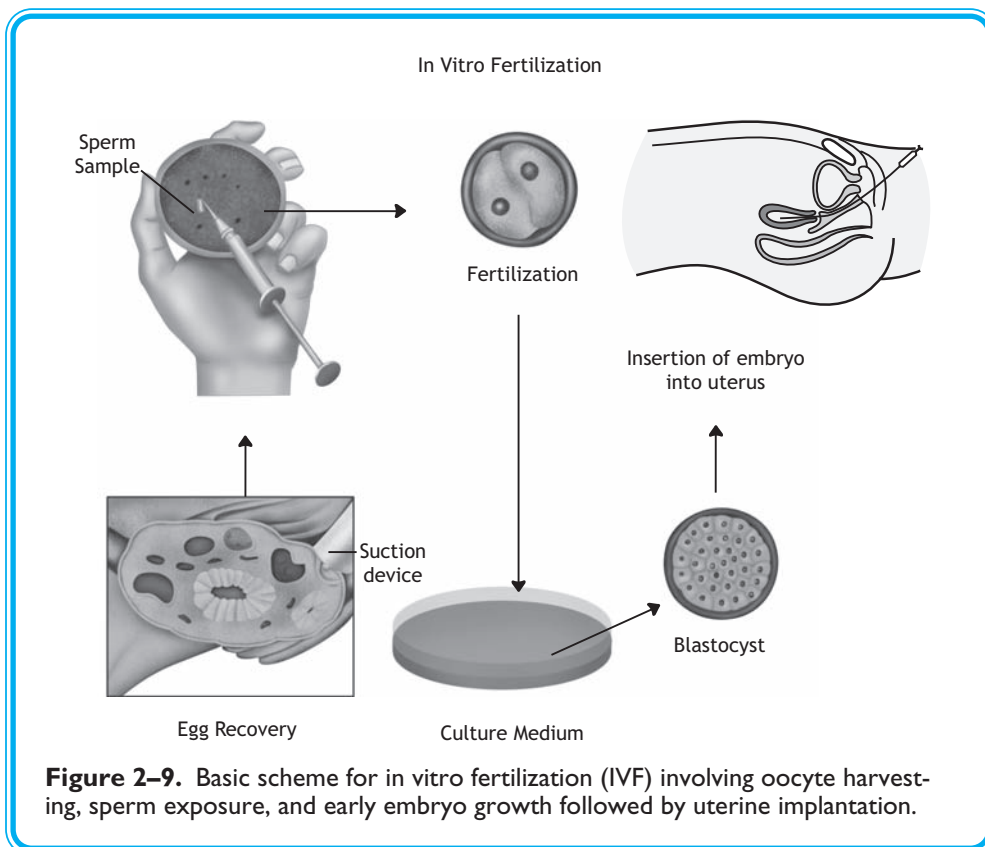 In Vitro Fertilization
Sperm
Sample
Fertilization
Insertion of embryo
into uterus
Suction
device
Blastocyst
Egg Recovery
Culture Medium
Figure 2–9. Basic scheme for in vitro fertilization (IVF) involving oocyte harvest-
ing, sperm exposure, and early embryo growth followed by uterine implantation.